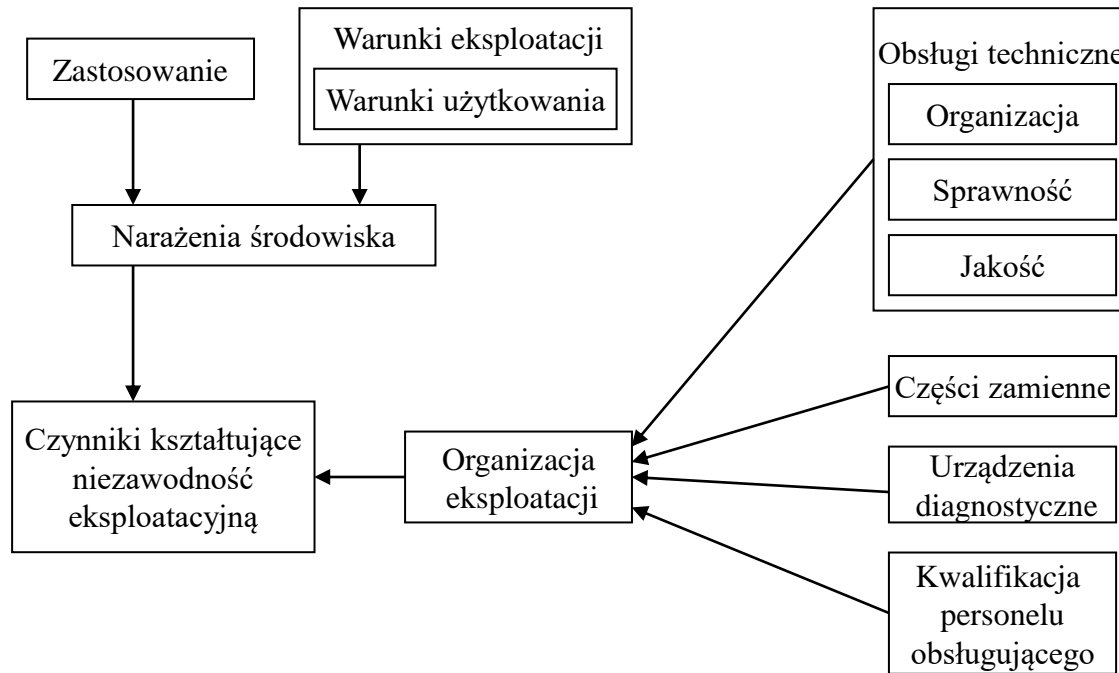 Zastosowanie
Warunki eksploatacji
Warunki użytkowania
Narażenia środowiska
Czynniki kształtujące
niezawodność
eksploatacyjną
Organizacja
eksploatacji
Obsługi techniczne
Organizacja
Sprawność
Jakość
Części zamienne
Urządzenia
diagnostyczne
Kwalifikacja
personelu
obsługującego